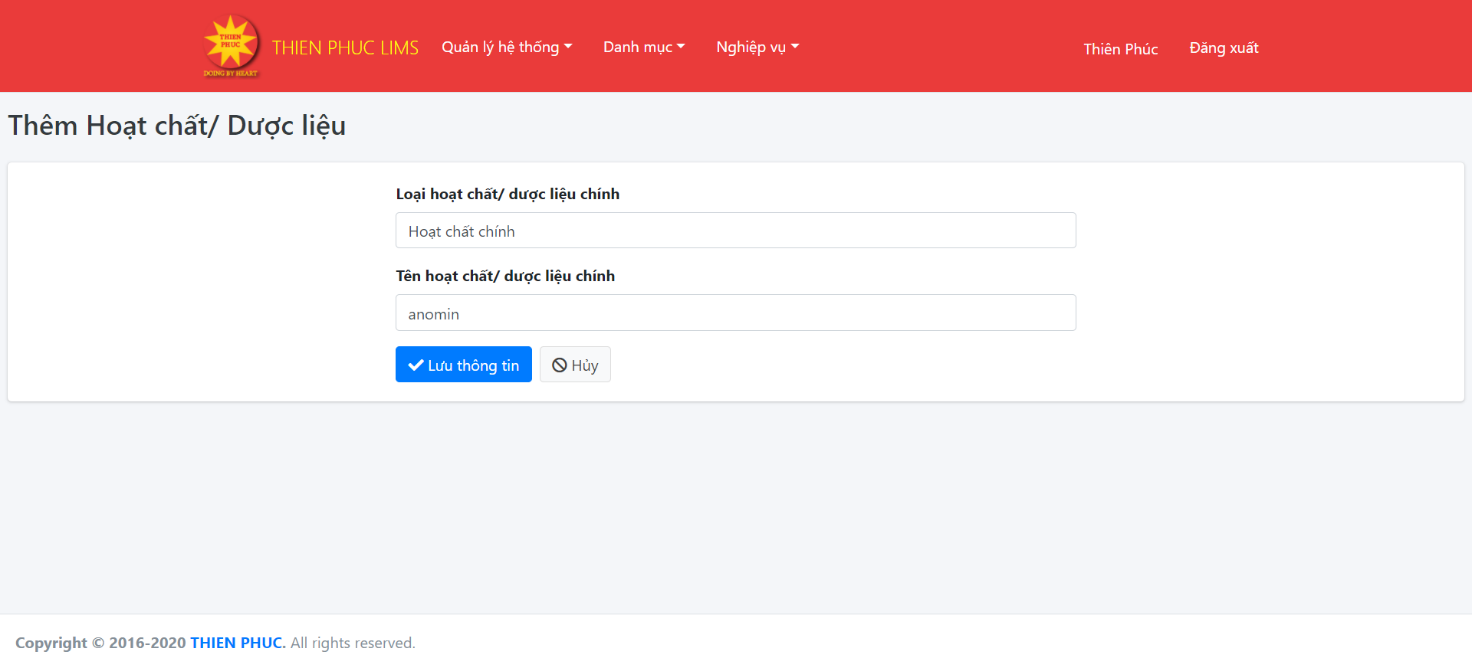 THIEN
PHUC
DOING BY HEART
THIEN PHUC LIMS Quản lý hệ thống Danh mục Nghiệp vụ Thiên Phúc Đăng xuất
Thêm Hoạt chất/ Dược liệu
Loại hoạt chất/ dược liệu chính
Hoạt chất chính
Tên hoạt chất/ dược liệu chính
anomin
Lưu thông tin Hủy
Copyright © 2016-2020 THIEN PHUC. All rights reserved.